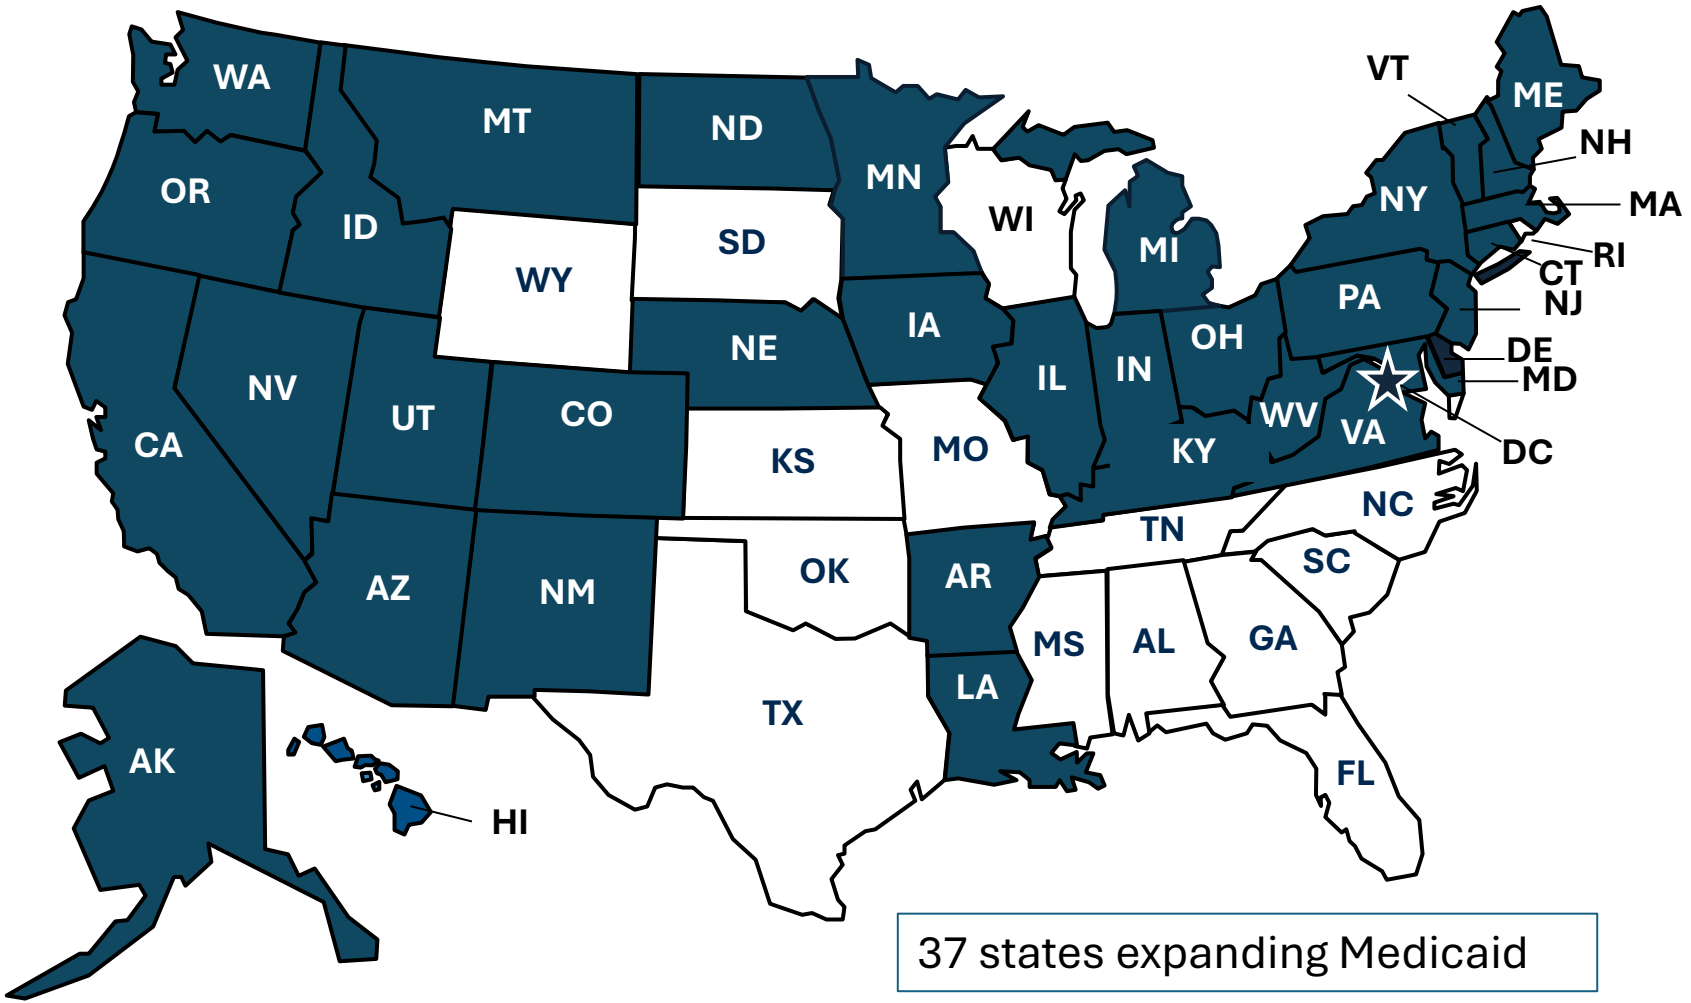 VT
WA
ME
MT
ND
NH
MN
OR
NY
MA
WI
ID
SD
MI
RI
WY
CT
PA
NJ
IA
OH
NE
DE
IN
IL
MD
NV
CO
WV
UT
VA
CA
MO
KY
DC
KS
NC
TN
SC
OK
AR
AZ
NM
GA
AL
MS
LA
TX
AK
FL
HI
37 states expanding Medicaid